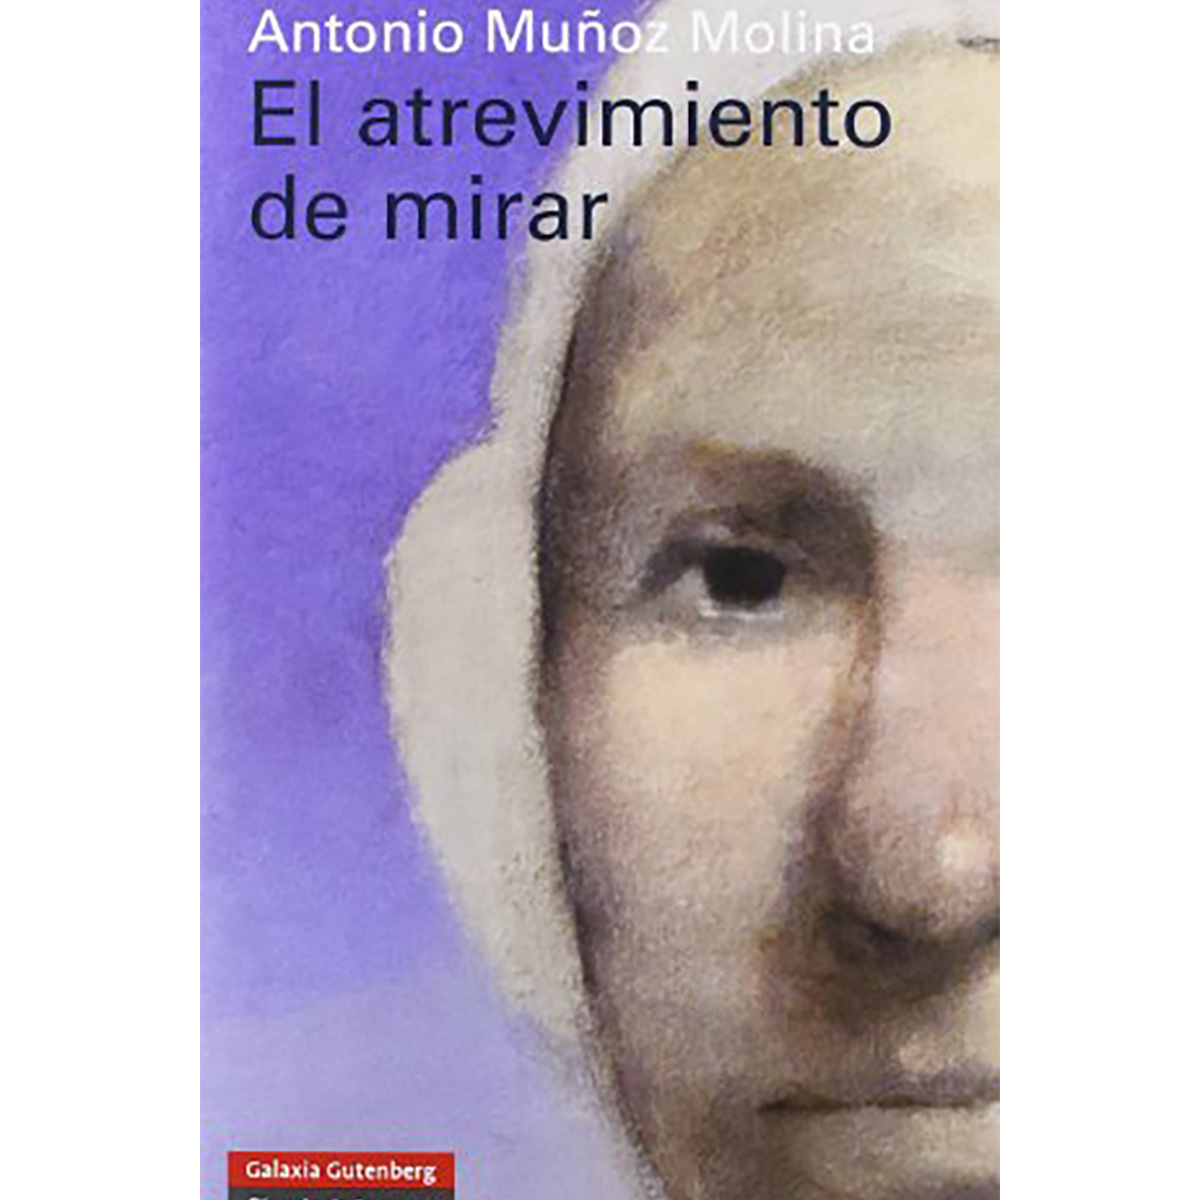 Antonio Muñoz Molina
El atrevimiento
de mirar
Galaxia Gutenberg